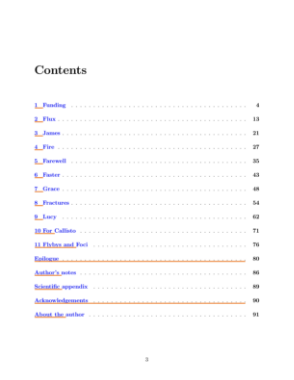 Contents
1 Funding 4
2 Flux 13
3 James 21
4 Fire 27
5 Farewell 35
6 Faster 43
7 Grace 48
8 Fractures 54
9 Lucy 62
10 For Callisto 71
11 Flybys and Foci 76
Epilogue 80
Author's notes 86
Scientific appendix 89
Acknowledgements 90
About the author 91